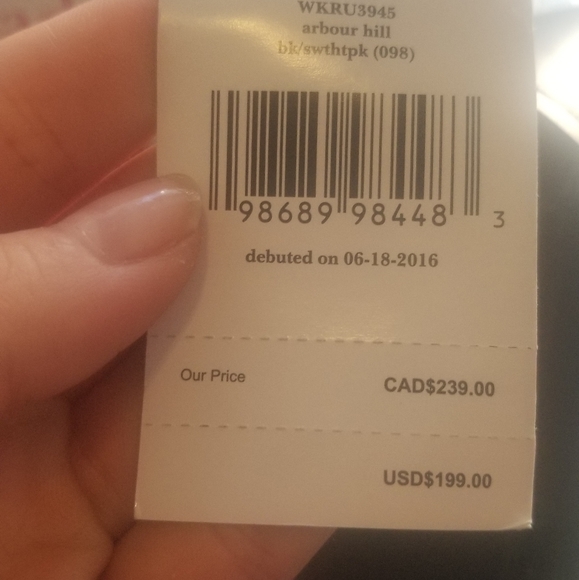 WKRU3945
arbour hill
bk/swthtpk (098)
98689 98448 3
debuted on 06-18-2016
Our Price CAD$239.00
USD$199.00